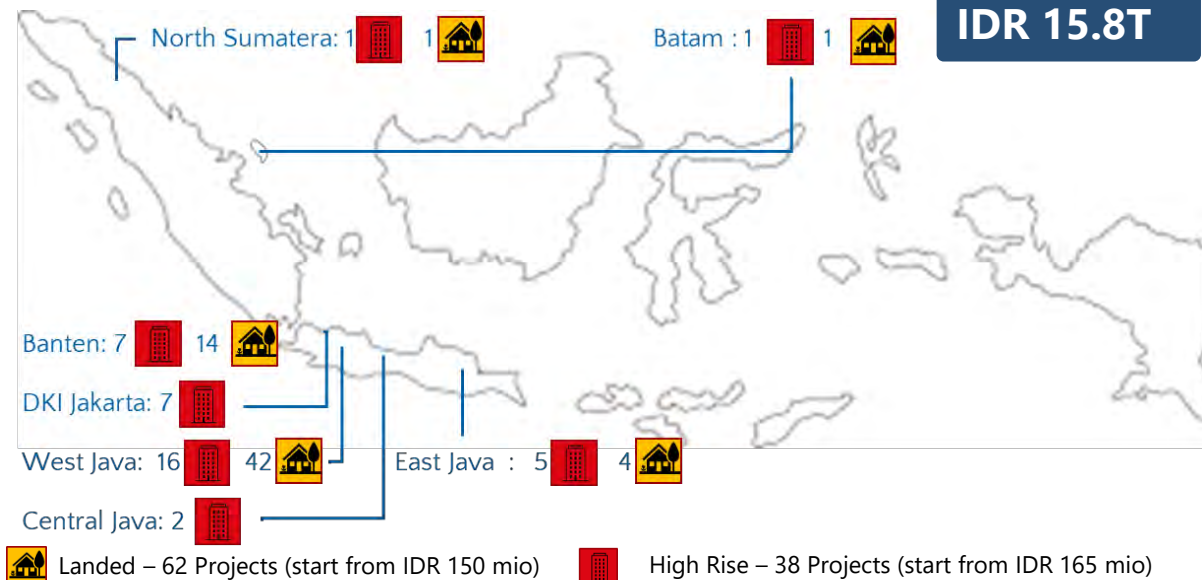 IDR 15.8T
North Sumatera: 1 1
Batam : 1 1
Banten: 7 14
DKI Jakarta: 7
West Java: 16 42
East Java : 5 4
Central Java: 2
Landed – 62 Projects (start from IDR 150 mio)
High Rise – 38 Projects (start from IDR 165 mio)